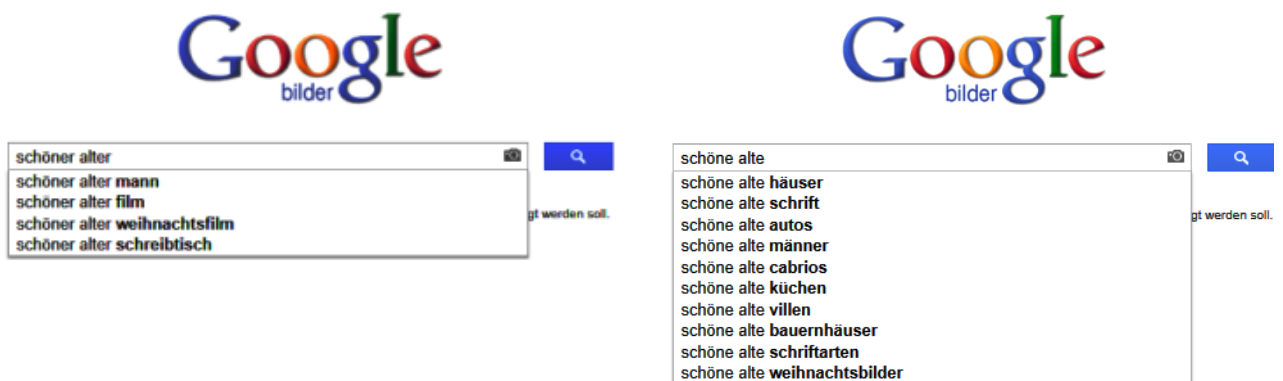 Google
bilder
schöner alter
schöner alter mann
schöner alter film
schöner alter weihnachtsfilm
schöner alter schreibtisch
gt werden soll.
Google
bilder
schöne alte
schöne alte häuser
schöne alte schrift
schöne alte autos
schöne alte männer
schöne alte cabrios
schöne alte küchen
schöne alte villen
schöne alte bauernhäuser
schöne alte schriftarten
schöne alte weihnachtsbilder
gt werden soll.